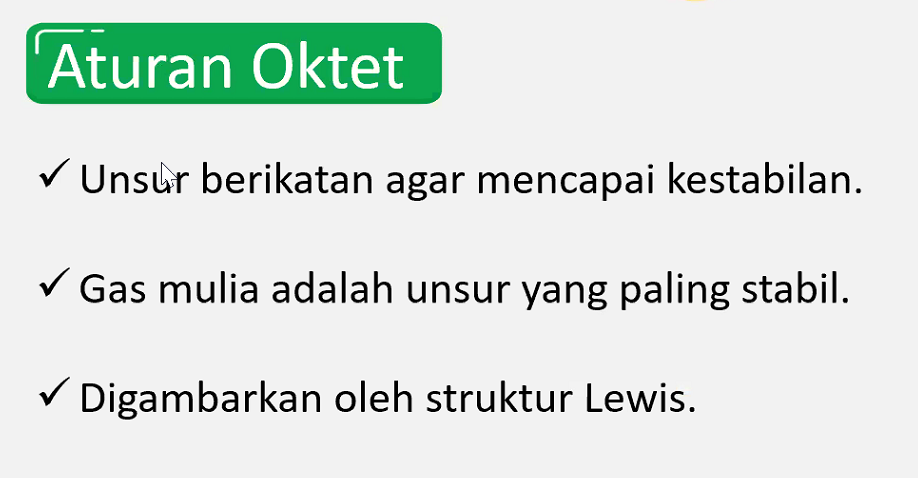 Aturan Oktet
✓ Unsur berikatan agar mencapai kestabilan.
✓ Gas mulia adalah unsur yang paling stabil.
✓ Digambarkan oleh struktur Lewis.